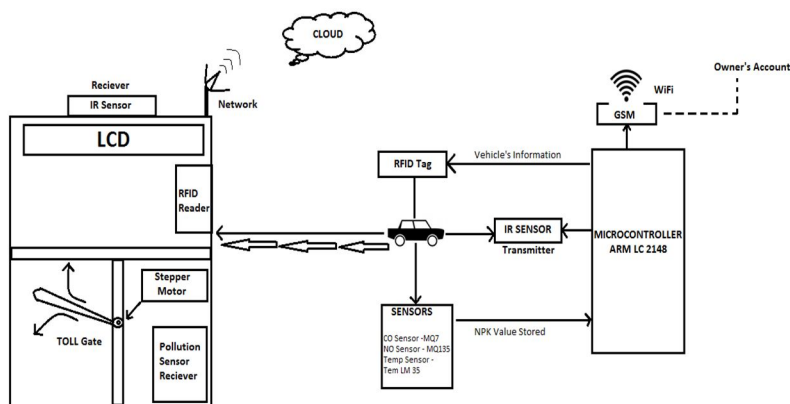 CLOUD
Owner's Account
Reciever
IR Sensor
Network
WiFi
GSM
LCD
RFID Tag
Vehicle's Information
RFID
Reader
IR SENSOR
Transmitter
MICROCONTROLLER
ARM LC 2148
Stepper
Motor
SENSORS
CO Sensor -MQ7
NO Sensor - MQ135
Temp Sensor -
Tem LM 35
NPK Value Stored
TOLL Gate
Pollution
Sensor
Reciever